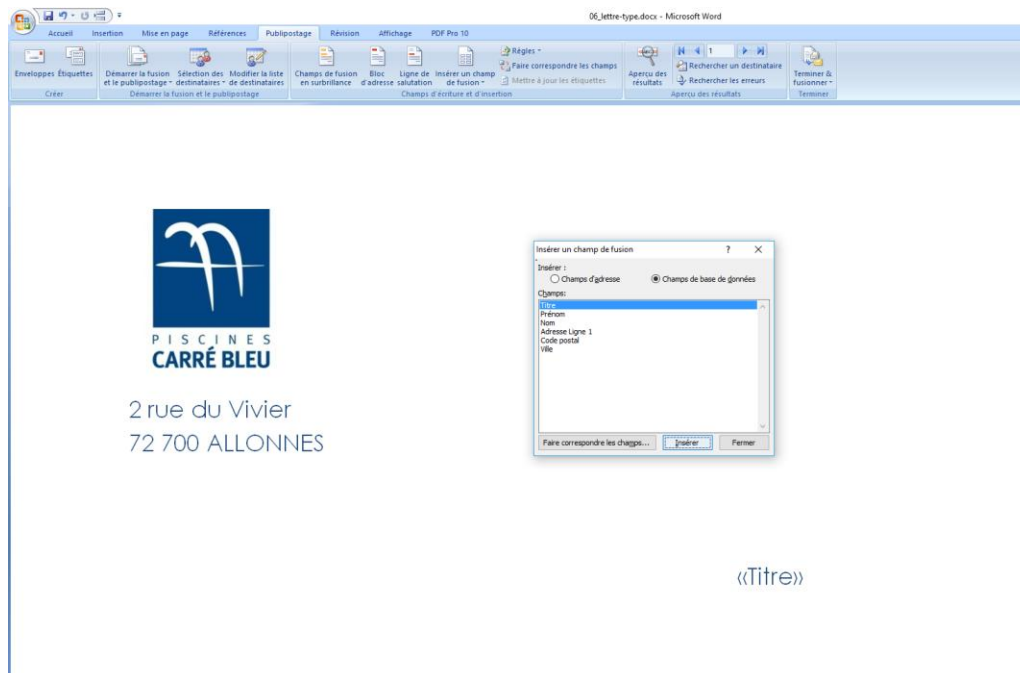 06_lettre-type.docx - Microsoft Word
Accueil Insertion Mise en page Références Publipostage Révision Affichage PDF Pro 10
Enveloppes Étiquettes
Créer
Démarrer la fusion et le publipostage
Sélection des destinataires
Modifier la liste de destinataires
Démarrer la fusion et le publipostage
Champs de fusion en surbrillance
Bloc d'adresse
Ligne de salutation
Insérer un champ de fusion
Règles
Faire correspondre les champs
Mettre à jour les étiquettes
Champs d'écriture et d'insertion
Aperçu des résultats
1
Rechercher un destinataire
Rechercher les erreurs
Aperçu des résultats
Terminer & fusionner
Terminer
PISCINES
CARRÉ BLEU
2 rue du Vivier
72 700 ALLONNES
Insérer un champ de fusion ? X
Insérer :
Champs d'adresse Champs de base de données
Champs:
Titre
Prénom
Nom
Adresse Ligne 1
Code postal
Ville
Faire correspondre les champs... Insérer Fermer
«Titre»